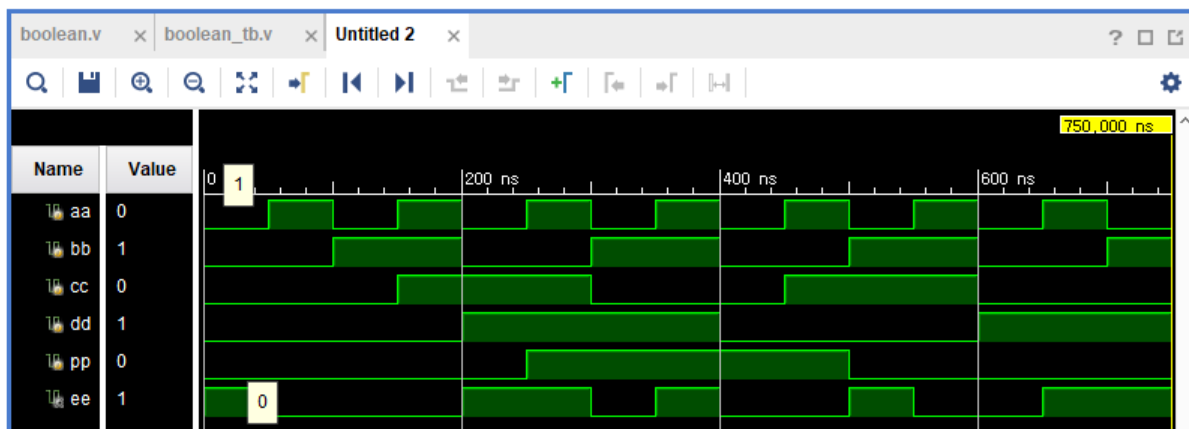 boolean.v × boolean_tb.v × Untitled 2 ×
?
750,000 ns
Name Value
0 200 ns 400 ns 600 ns
1
aa 0
bb 1
cc 0
dd 1
pp 0
ee 1
0